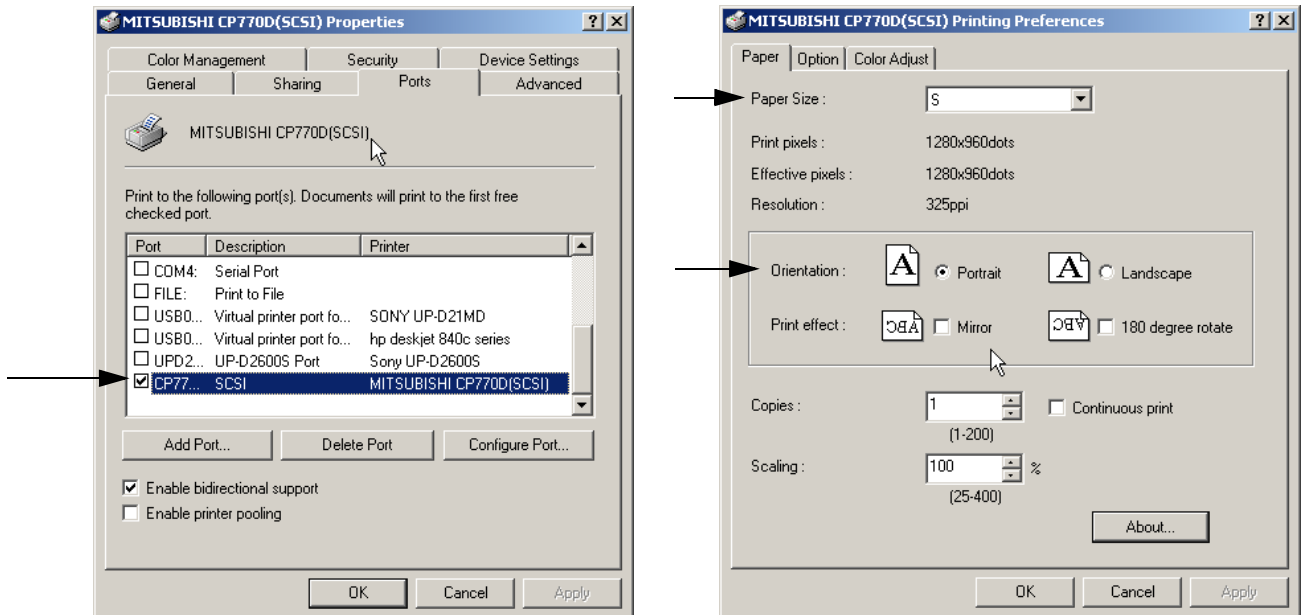 MITSUBISHI CP770D(SCSI) Properties
Color Management Security Device Settings
General Sharing Ports Advanced
MITSUBISHI CP770D(SCSI)
Print to the following port(s). Documents will print to the first free
checked port.
Port Description Printer
COM4: Serial Port
FILE: Print to File
USB0... Virtual printer port fo... SONY UP-D21MD
USB0... Virtual printer port fo... hp deskjet 840c series
UPD2... UP-D2600S Port Sony UP-D2600S
CP77... SCSI MITSUBISHI CP770D(SCSI)
Add Port... Delete Port Configure Port...
Enable bidirectional support
Enable printer pooling
OK Cancel Apply
MITSUBISHI CP770D(SCSI) Printing Preferences
Paper Option Color Adjust
Paper Size : S
Print pixels : 1280x960dots
Effective pixels : 1280x960dots
Resolution : 325ppi
Orientation : A Portrait A Landscape
Print effect : ABC Mirror ABC 180 degree rotate
Copies : 1 Continuous print
(1-200)
Scaling : 100 %
(25-400)
About...
OK Cancel Apply